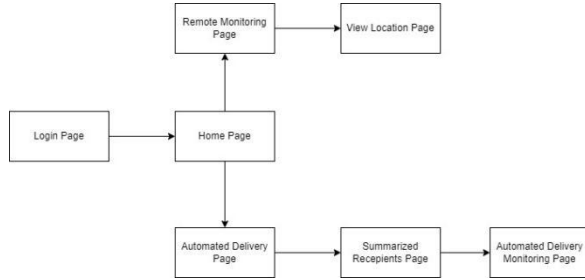 Remote Monitoring
Page
View Location Page
Login Page
Home Page
Automated Delivery
Page
Summarized
Recepients Page
Automated Delivery
Monitoring Page